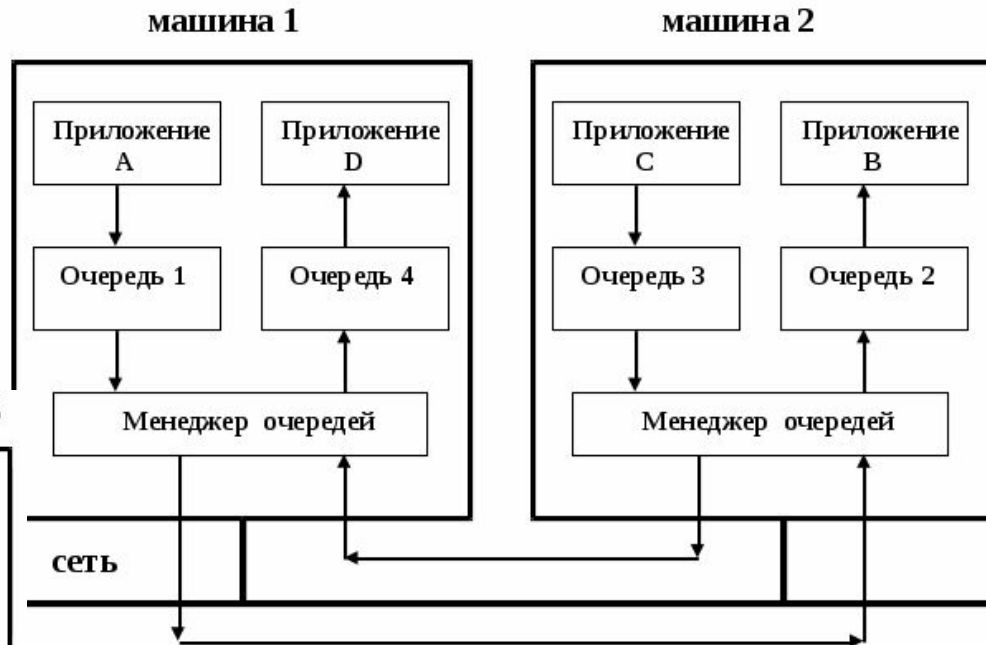 машина 1
машина 2
Приложение
A
Приложение
D
Приложение
C
Приложение
B
Очередь 1
Очередь 4
Очередь 3
Очередь 2
Менеджер очередей
Менеджер очередей
сеть